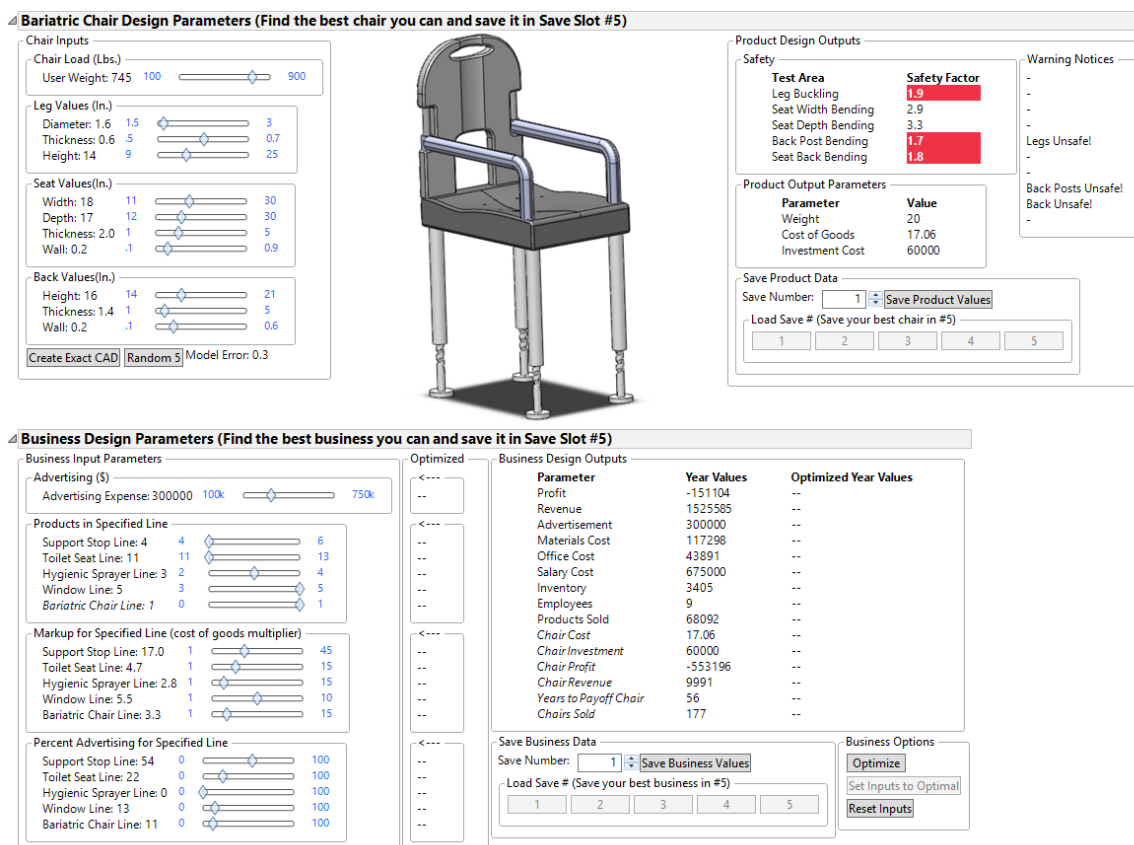 Bariatric Chair Design Parameters (Find the best chair you can and save it in Save Slot #5)
Chair Inputs
Chair Load (Lbs.)
User Weight: 745 100 900
Leg Values (In.)
Diameter: 1.6 1.5 3
Thickness: 0.6 .5 0.7
Height: 14 9 25
Seat Values(In.)
Width: 18 11 30
Depth: 17 12 30
Thickness: 2.0 1 5
Wall: 0.2 .1 0.9
Back Values(In.)
Height: 16 14 21
Thickness: 1.4 1 5
Wall: 0.2 .1 0.6
Create Exact CAD Random 5 Model Error: 0.3
Product Design Outputs
Safety
Test Area Safety Factor
Leg Buckling 1.9
Seat Width Bending 2.9
Seat Depth Bending 3.3
Back Post Bending 1.7
Seat Back Bending 1.8
Warning Notices
-
-
-
-
Legs Unsafe!
-
-
Back Posts Unsafe!
Back Unsafe!
-
Product Output Parameters
Parameter Value
Weight 20
Cost of Goods 17.06
Investment Cost 60000
Save Product Data
Save Number: 1 Save Product Values
Load Save # (Save your best chair in #5)
1 2 3 4 5
Business Design Parameters (Find the best business you can and save it in Save Slot #5)
Business Input Parameters
Advertising ($)
Advertising Expense: 300000 100k 750k
Products in Specified Line
Support Stop Line: 4 4 6
Toilet Seat Line: 11 11 13
Hygienic Sprayer Line: 3 2 4
Window Line: 5 3 5
Bariatric Chair Line: 1 0 1
Markup for Specified Line (cost of goods multiplier)
Support Stop Line: 17.0 1 45
Toilet Seat Line: 4.7 1 15
Hygienic Sprayer Line: 2.8 1 15
Window Line: 5.5 1 10
Bariatric Chair Line: 3.3 1 15
Percent Advertising for Specified Line
Support Stop Line: 54 0 100
Toilet Seat Line: 22 0 100
Hygienic Sprayer Line: 0 0 100
Window Line: 13 0 100
Bariatric Chair Line: 11 0 100
Optimized
<---
--
<---
--
--
--
--
--
<---
--
--
--
--
--
<---
--
--
--
--
--
Business Design Outputs
Parameter Year Values Optimized Year Values
Profit -151104 --
Revenue 1525585 --
Advertisement 300000 --
Materials Cost 117298 --
Office Cost 43891 --
Salary Cost 675000 --
Inventory 3405 --
Employees 9 --
Products Sold 68092 --
Chair Cost 17.06 --
Chair Investment 60000 --
Chair Profit -553196 --
Chair Revenue 9991 --
Years to Payoff Chair 56 --
Chairs Sold 177 --
Save Business Data
Save Number: 1 Save Business Values
Load Save # (Save your best business in #5)
1 2 3 4 5
Business Options
Optimize
Set Inputs to Optimal
Reset Inputs